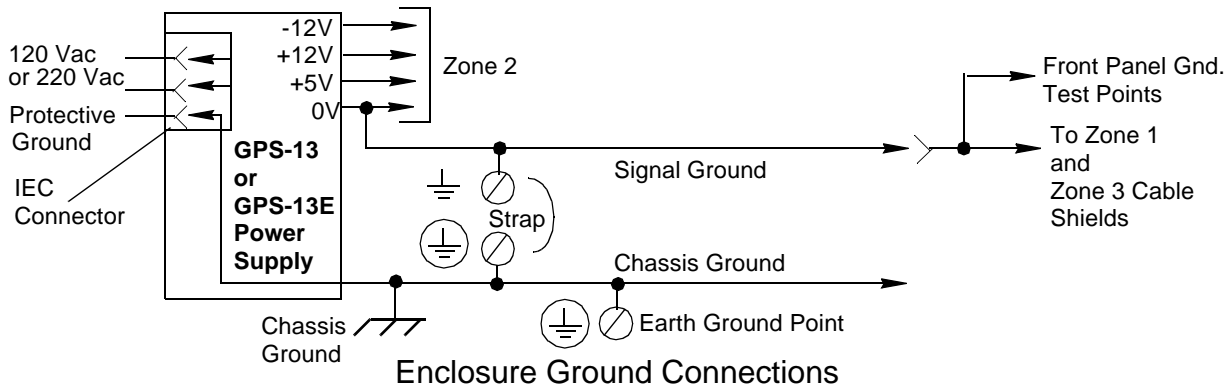 -12V
+12V
+5V
0V
Zone 2
120 Vac
or 220 Vac
Protective
Ground
IEC
Connector
GPS-13
or
GPS-13E
Power
Supply
Front Panel Gnd.
Test Points
To Zone 1
and
Zone 3 Cable
Shields
Signal Ground
Strap
Chassis Ground
Chassis
Ground
Earth Ground Point
Enclosure Ground Connections